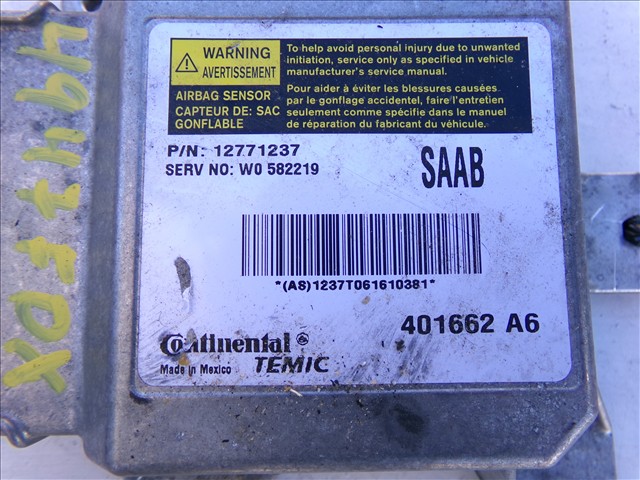 WARNING
AVERTISSEMENT
To help avoid personal injury due to unwanted
initiation, service only as specified in vehicle
manufacturer's service manual.
AIRBAG SENSOR
CAPTEUR DE: SAC
GONFLABLE
Pour aider à éviter les blessures causées
par le gonflage accidentel, faire l'entretien
seulement comme spécifie dans le manuel
de réparation du fabricant du véhicule.
P/N: 12771237
SERV NO: W0 582219
SAAB
*(AS)1237T061610381*
401662 A6
Continental
TEMIC
Made in Mexico